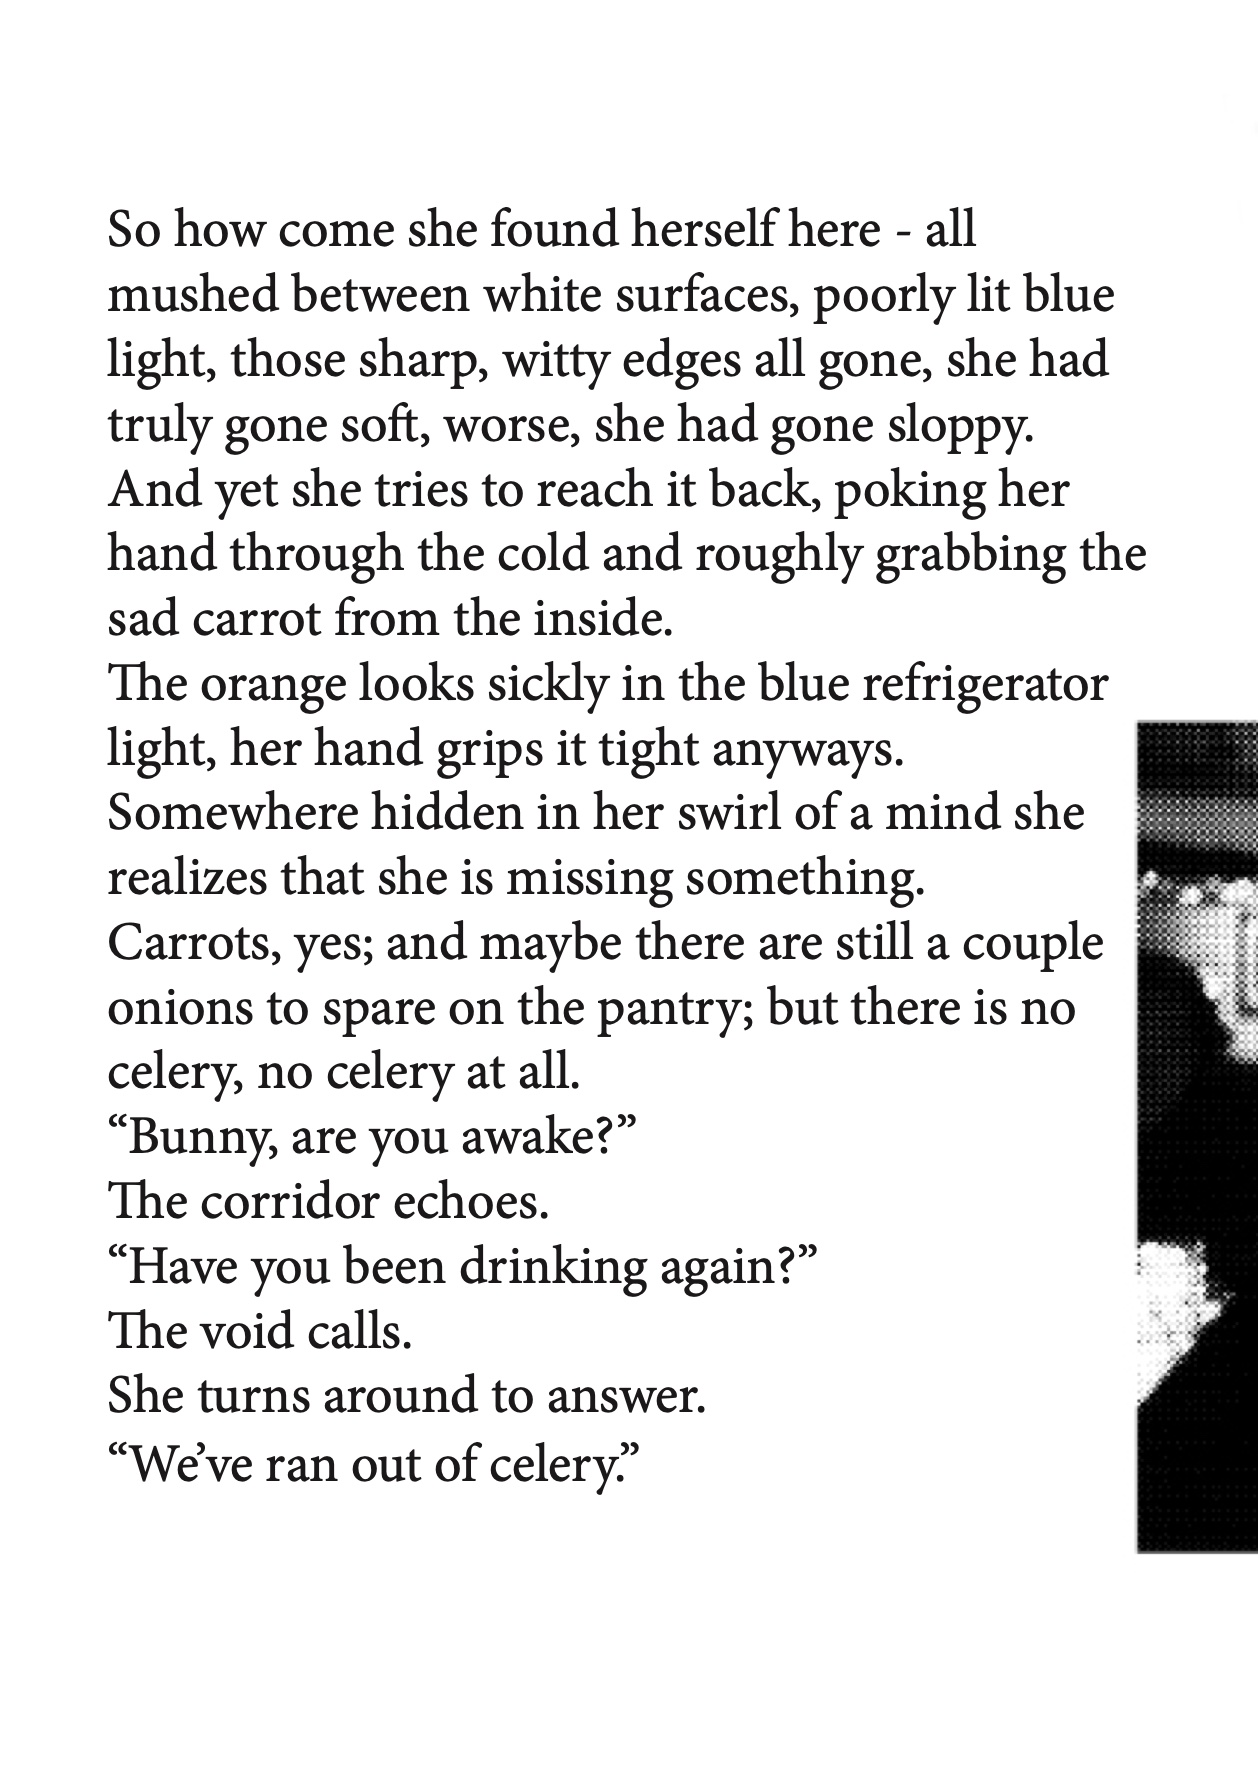 So how come she found herself here - all
mushed between white surfaces, poorly lit blue
light, those sharp, witty edges all gone, she had
truly gone soft, worse, she had gone sloppy.
And yet she tries to reach it back, poking her
hand through the cold and roughly grabbing the
sad carrot from the inside.
The orange looks sickly in the blue refrigerator
light, her hand grips it tight anyways.
Somewhere hidden in her swirl of a mind she
realizes that she is missing something.
Carrots, yes; and maybe there are still a couple
onions to spare on the pantry; but there is no
celery, no celery at all.
“Bunny, are you awake?”
The corridor echoes.
“Have you been drinking again?”
The void calls.
She turns around to answer.
“We’ve ran out of celery.”